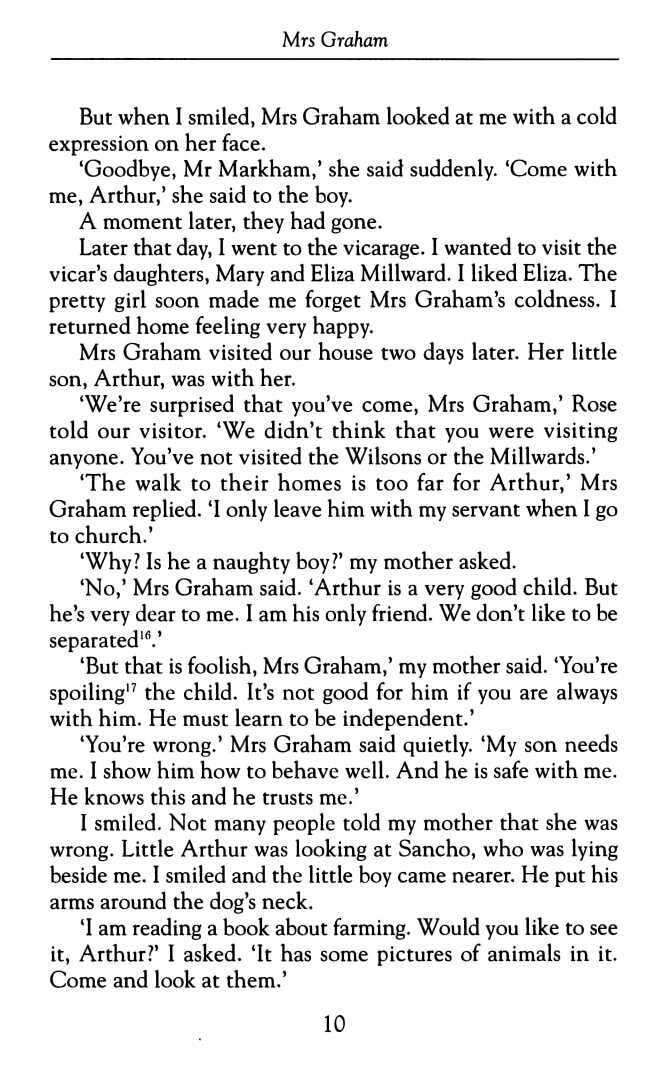 Mrs Graham
But when I smiled, Mrs Graham looked at me with a cold
expression on her face.
‘Goodbye, Mr Markham,’ she said suddenly. ‘Come with
me, Arthur,’ she said to the boy.
A moment later, they had gone.
Later that day, I went to the vicarage. I wanted to visit the
vicar’s daughters, Mary and Eliza Millward. I liked Eliza. The
pretty girl soon made me forget Mrs Graham’s coldness. I
returned home feeling very happy.
Mrs Graham visited our house two days later. Her little
son, Arthur, was with her.
‘We’re surprised that you’ve come, Mrs Graham,’ Rose
told our visitor. ‘We didn’t think that you were visiting
anyone. You’ve not visited the Wilsons or the Millwards.’
‘The walk to their homes is too far for Arthur,’ Mrs
Graham replied. ‘I only leave him with my servant when I go
to church.’
‘Why? Is he a naughty boy?’ my mother asked.
‘No,’ Mrs Graham said. ‘Arthur is a very good child. But
he’s very dear to me. I am his only friend. We don’t like to be
separated¹⁶.’
‘But that is foolish, Mrs Graham,’ my mother said. ‘You’re
spoiling¹⁷ the child. It’s not good for him if you are always
with him. He must learn to be independent.’
‘You’re wrong.’ Mrs Graham said quietly. ‘My son needs
me. I show him how to behave well. And he is safe with me.
He knows this and he trusts me.’
I smiled. Not many people told my mother that she was
wrong. Little Arthur was looking at Sancho, who was lying
beside me. I smiled and the little boy came nearer. He put his
arms around the dog’s neck.
‘I am reading a book about farming. Would you like to see
it, Arthur?’ I asked. ‘It has some pictures of animals in it.
Come and look at them.’
10